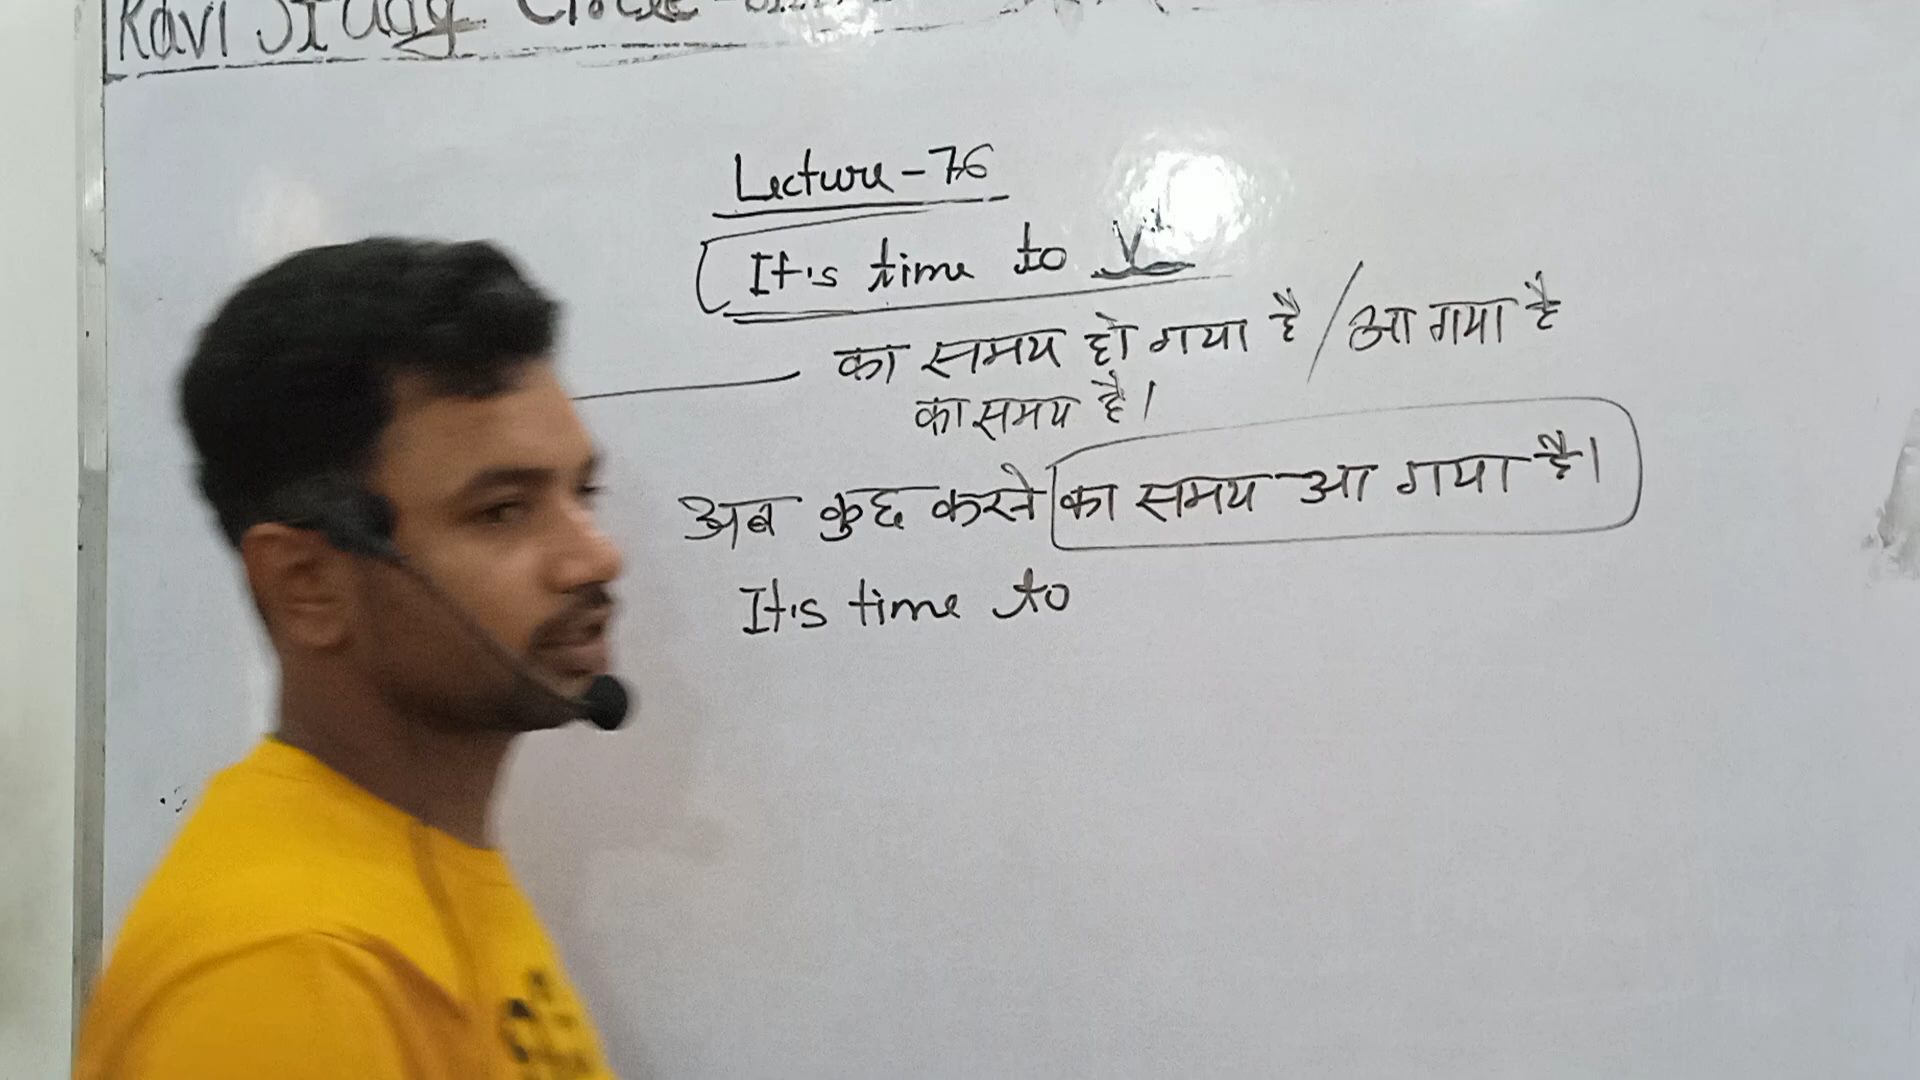 Ravi Study
Lecture-76
It's time to V¹
का समय हो गया है / आ गया है
का समय है।
अब कुछ करने का समय आ गया है।
It's time to